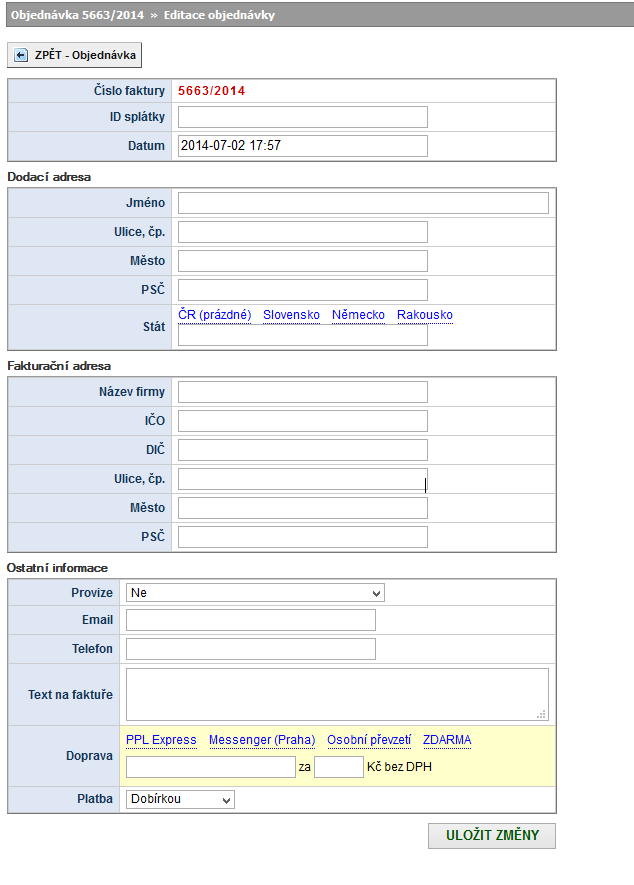 Objednávka 5663/2014 » Editace objednávky
ZPĚT - Objednávka
Číslo faktury 5663/2014
ID splátky
Datum 2014-07-02 17:57
Dodací adresa
Jméno
Ulice, čp.
Město
PSČ
ČR (prázdné) Slovensko Německo Rakousko
Stát
Fakturační adresa
Název firmy
IČO
DIČ
Ulice, čp.
Město
PSČ
Ostatní informace
Provize Ne
Email
Telefon
Text na faktuře
PPL Express Messenger (Praha) Osobní převzetí ZDARMA
Doprava
za Kč bez DPH
Platba Dobírkou
ULOŽIT ZMĚNY